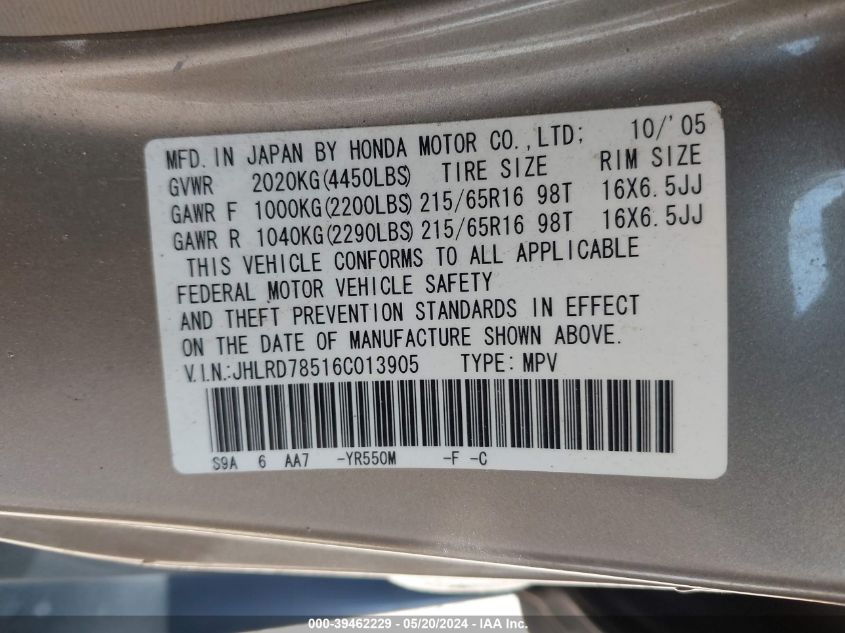 MFD. IN JAPAN BY HONDA MOTOR CO.,LTD; 10/'05
GVWR 2020KG(4450LBS) TIRE SIZE RIM SIZE
GAWR F 1000KG(2200LBS) 215/65R16 98T 16X6.5JJ
GAWR R 1040KG(2290LBS) 215/65R16 98T 16X6.5JJ
THIS VEHICLE CONFORMS TO ALL APPLICABLE
FEDERAL MOTOR VEHICLE SAFETY
AND THEFT PREVENTION STANDARDS IN EFFECT
ON THE DATE OF MANUFACTURE SHOWN ABOVE.
V.I.N.:JHLRD78516C013905 TYPE: MPV
S9A 6 AA7 -YR550M -F -C
000-39462229 - 05/20/2024 - IAA Inc.